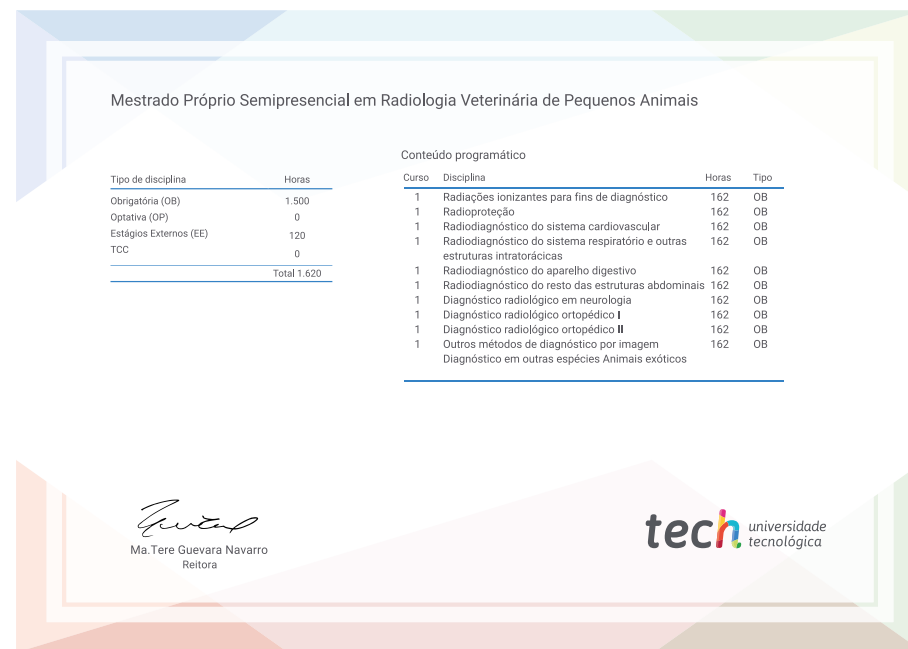 Mestrado Próprio Semipresencial em Radiologia Veterinária de Pequenos Animais
Tipo de disciplina Horas
Obrigatória (OB) 1.500
Optativa (OP) 0
Estágios Externos (EE) 120
TCC 0
Total 1.620
Conteúdo programático
Curso Disciplina Horas Tipo
1 Radiações ionizantes para fins de diagnóstico 162 OB
1 Radioproteção 162 OB
1 Radiodiagnóstico do sistema cardiovascular 162 OB
1 Radiodiagnóstico do sistema respiratório e outras 162 OB
estruturas intratorácicas
1 Radiodiagnóstico do aparelho digestivo 162 OB
1 Radiodiagnóstico do resto das estruturas abdominais 162 OB
1 Diagnóstico radiológico em neurologia 162 OB
1 Diagnóstico radiológico ortopédico I 162 OB
1 Diagnóstico radiológico ortopédico II 162 OB
1 Outros métodos de diagnóstico por imagem 162 OB
Diagnóstico em outras espécies Animais exóticos
Ma.Tere Guevara Navarro
Reitora
tech universidade
tecnológica